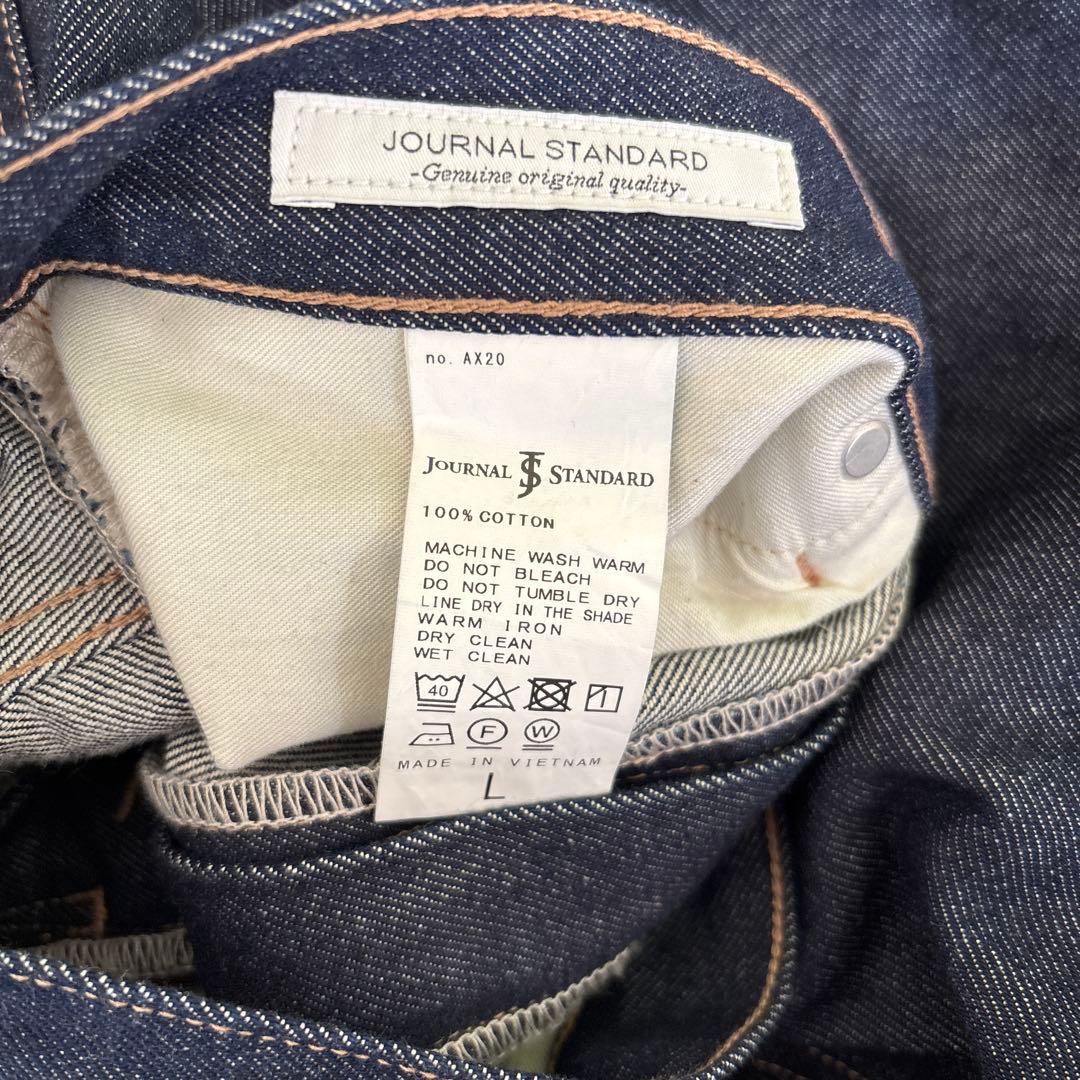 JOURNAL STANDARD
-Genuine original quality-
no. AX20
JOURNAL JS STANDARD
100% COTTON
MACHINE WASH WARM
DO NOT BLEACH
DO NOT TUMBLE DRY
LINE DRY IN THE SHADE
WARM IRON
DRY CLEAN
WET CLEAN
40
F W
MADE IN VIETNAM
L